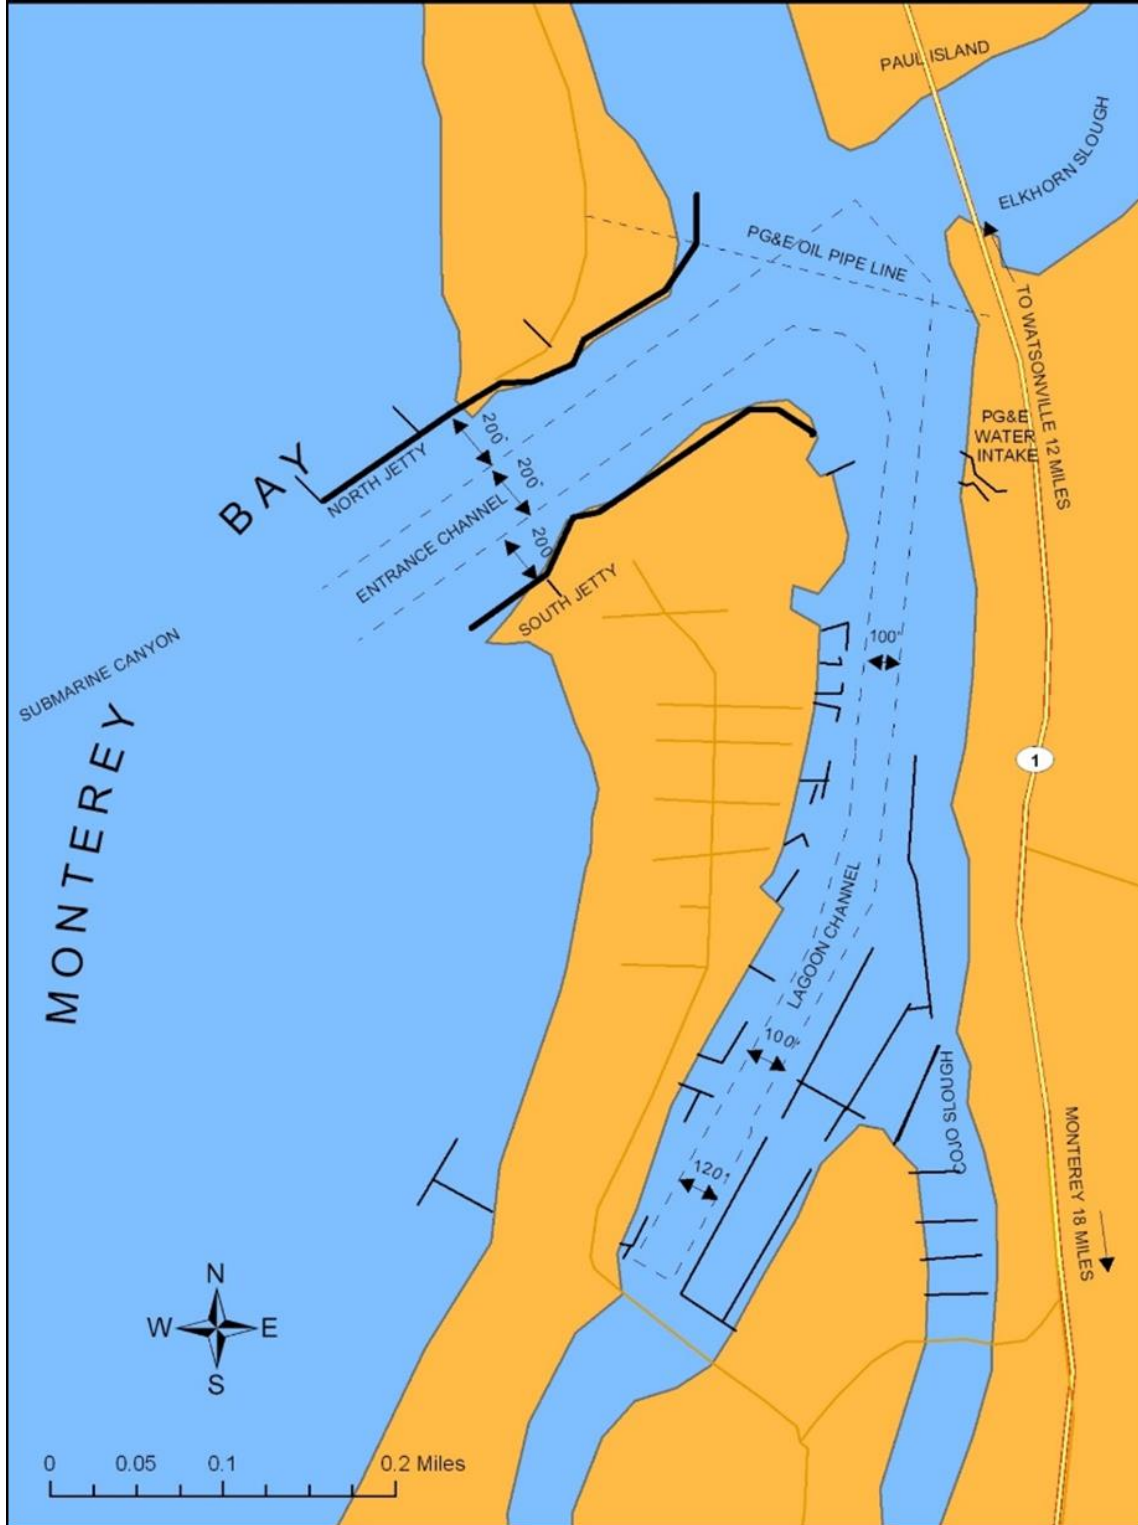 PAUL ISLAND
ELKHORN SLOUGH
PG&E/OIL PIPE LINE
TO WATSONVILLE 12 MILES
PG&E
WATER
INTAKE
BAY
NORTH JETTY
200'
200'
200'
ENTRANCE CHANNEL
SOUTH JETTY
SUBMARINE CANYON
MONTEREY
100'
1
LAGOON CHANNEL
100'
COJO SLOUGH
120'
MONTEREY 18 MILES
N
W E
S
0 0.05 0.1 0.2 Miles